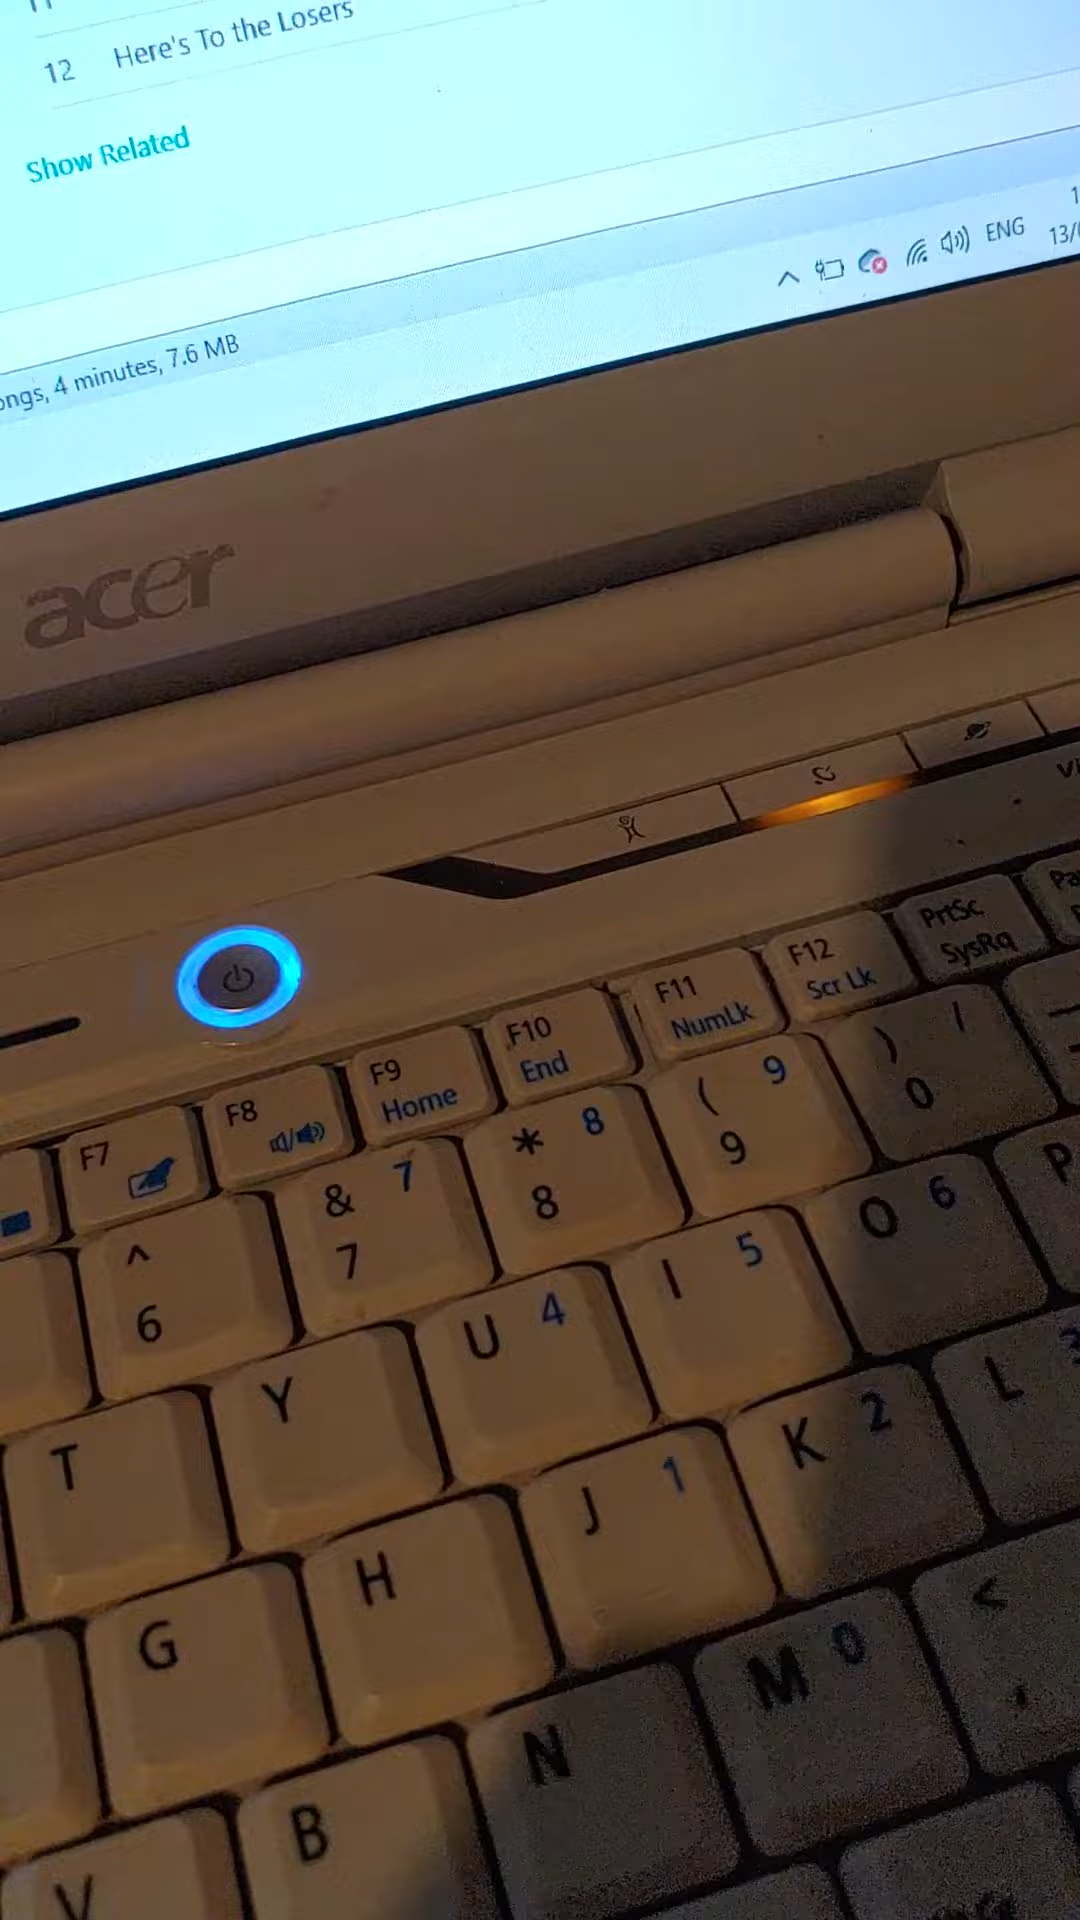 12 Here's To the Losers
Show Related
ENG
13/
ongs, 4 minutes, 7.6 MB
acer
PrtSc
SysRq
F12
Scr Lk
F11
NumLk
F10
End
F9
Home
F8
F7
^
6
& 7
7
* 8
8
( 9
9
)
0
T
Y
U 4
I 5
O 6
P
G
H
J 1
K 2
L 3
V
B
N
M 0
<
,